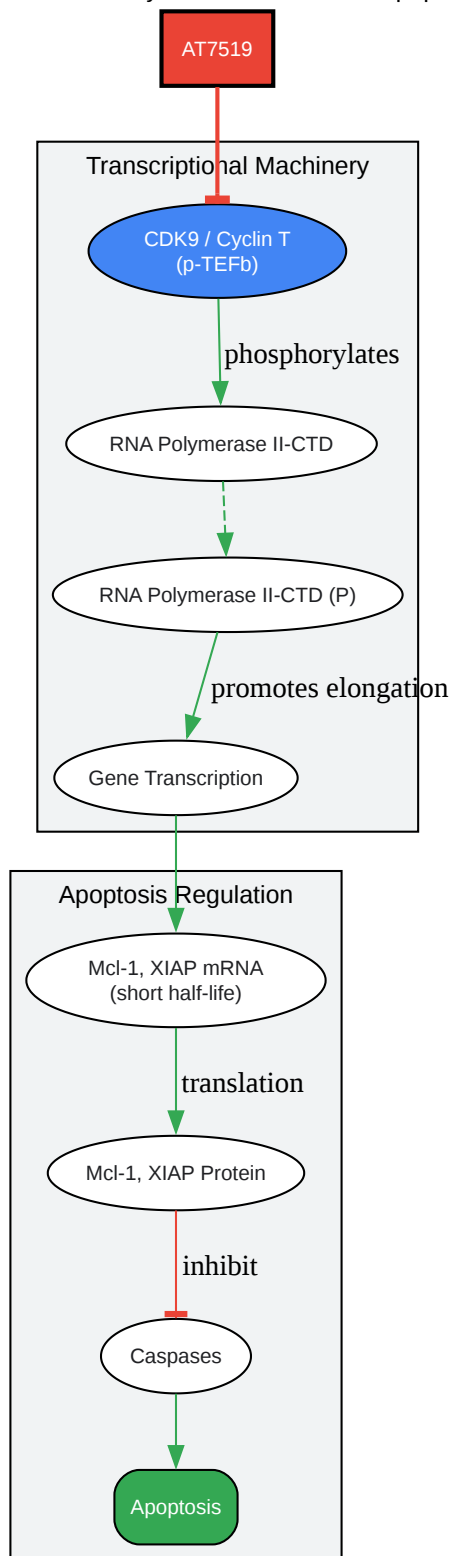 AT7519
Transcriptional Machinery
CDK9 / Cyclin T
(p-TEFb)
phosphorylates
RNA Polymerase II-CTD
RNA Polymerase II-CTD (P)
promotes elongation
Gene Transcription
Apoptosis Regulation
Mcl-1, XIAP mRNA
(short half-life)
translation
Mcl-1, XIAP Protein
inhibit
Caspases
Apoptosis